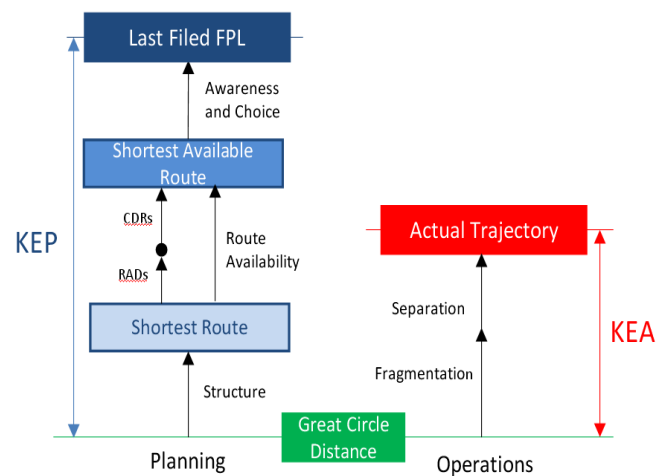 Last Filed FPL
Awareness
and Choice
Shortest Available
Route
CDRs
KEP
Route
Availability
RADs
Actual Trajectory
Shortest Route
Separation
KEA
Fragmentation
Structure
Great Circle
Distance
Planning
Operations